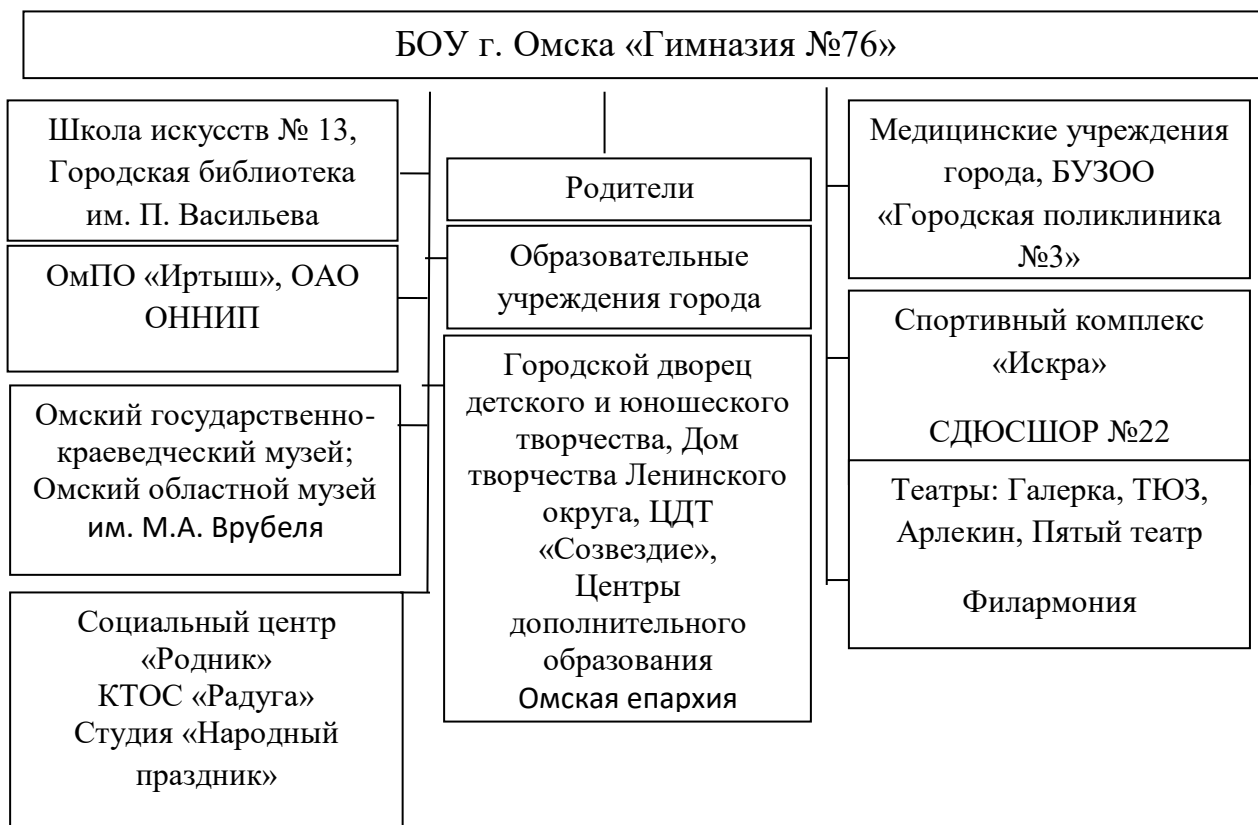 БОУ г. Омска «Гимназия №76»
Школа искусств № 13,
Городская библиотека
им. П. Васильева
ОмПО «Иртыш», ОАО
ОННИП
Омский государственно-
краеведческий музей;
Омский областной музей
им. М.А. Врубеля
Социальный центр
«Родник»
КТОС «Радуга»
Студия «Народный
праздник»
Родители
Образовательные
учреждения города
Городской дворец
детского и юношеского
творчества, Дом
творчества Ленинского
округа, ЦДТ
«Созвездие»,
Центры
дополнительного
образования
Омская епархия
Медицинские учреждения
города, БУЗОО
«Городская поликлиника
№3»
Спортивный комплекс
«Искра»
СДЮСШОР №22
Театры: Галерка, ТЮЗ,
Арлекин, Пятый театр
Филармония